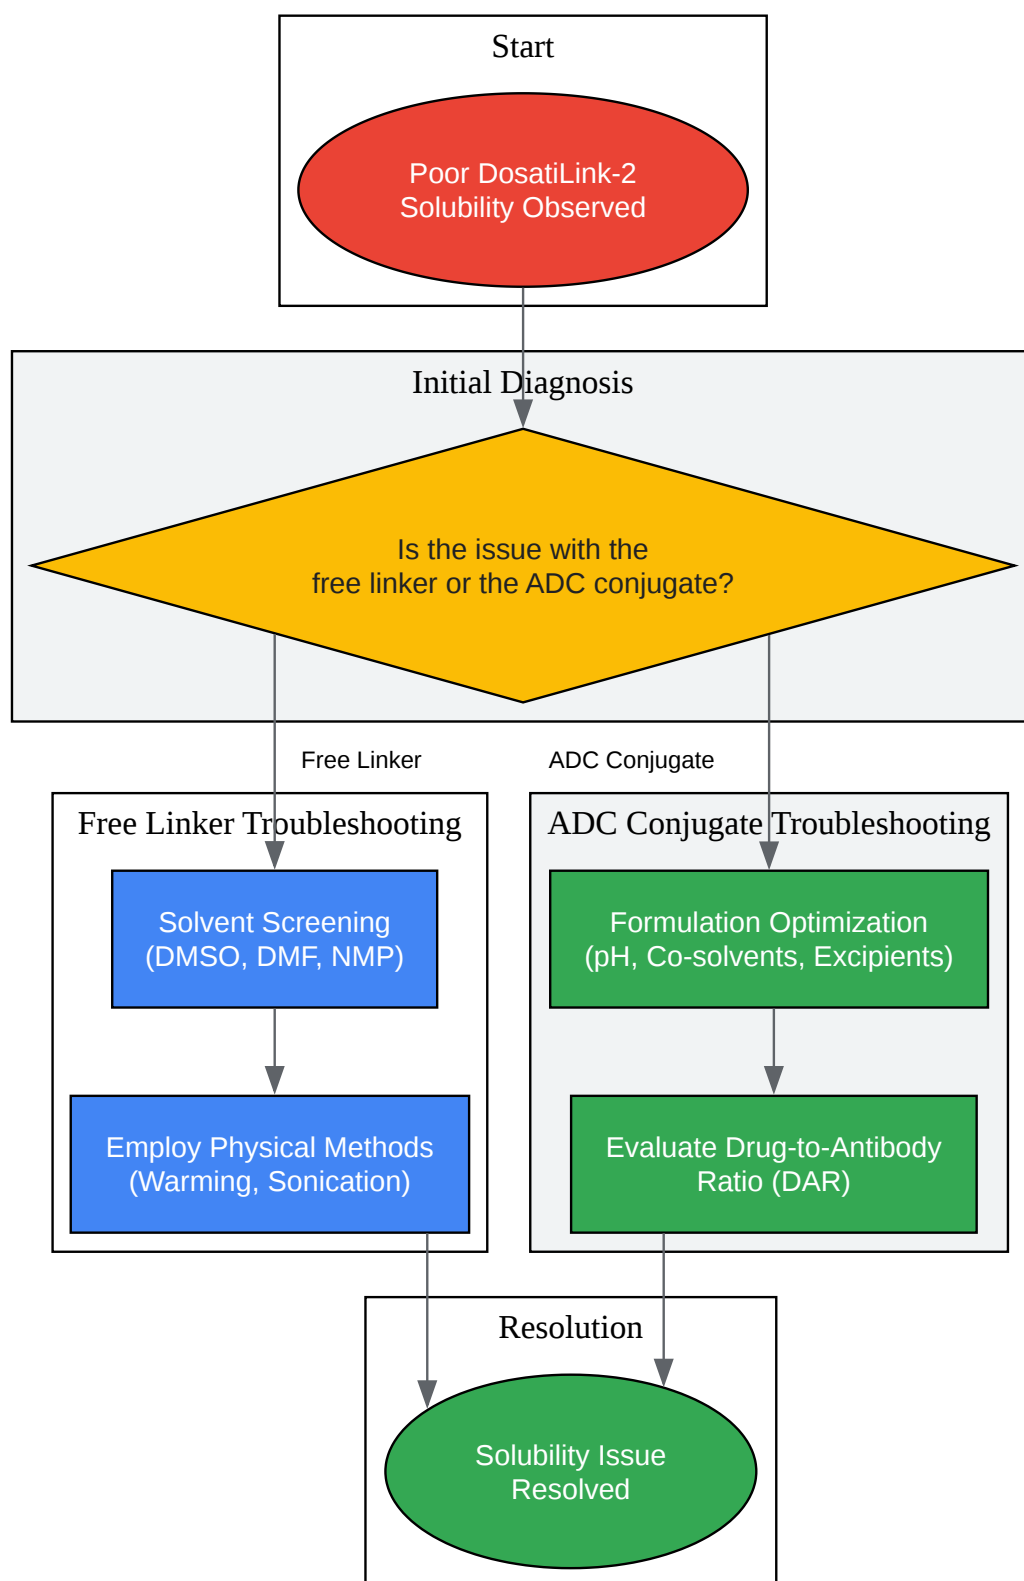 Start
Poor DosatiLink-2
Solubility Observed
Initial Diagnosis
Is the issue with the
free linker or the ADC conjugate?
Free Linker
ADC Conjugate
Free Linker Troubleshooting
Solvent Screening
(DMSO, DMF, NMP)
Employ Physical Methods
(Warming, Sonication)
ADC Conjugate Troubleshooting
Formulation Optimization
(pH, Co-solvents, Excipients)
Evaluate Drug-to-Antibody
Ratio (DAR)
Resolution
Solubility Issue
Resolved